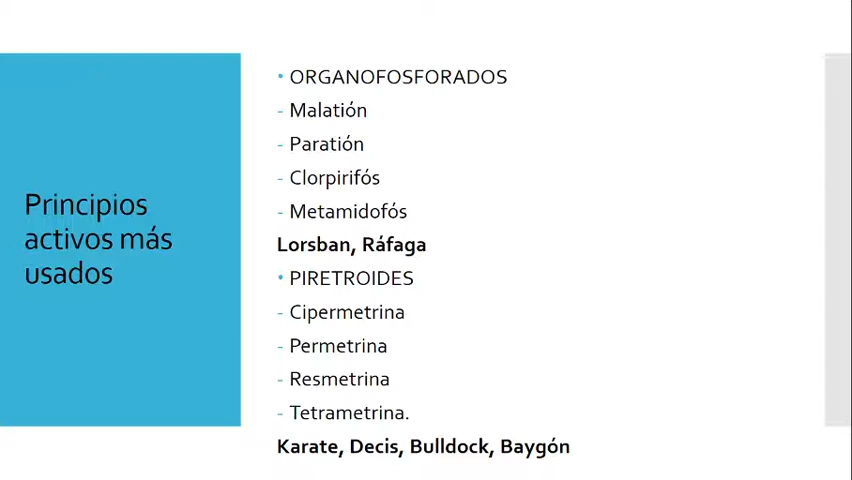 Principios
activos más
usados
• ORGANOFOSFORADOS
- Malatión
- Paratión
- Clorpirifós
- Metamidofós
Lorsban, Ráfaga
• PIRETROIDES
- Cipermetrina
- Permetrina
- Resmetrina
- Tetrametrina.
Karate, Decis, Bulldock, Baygón